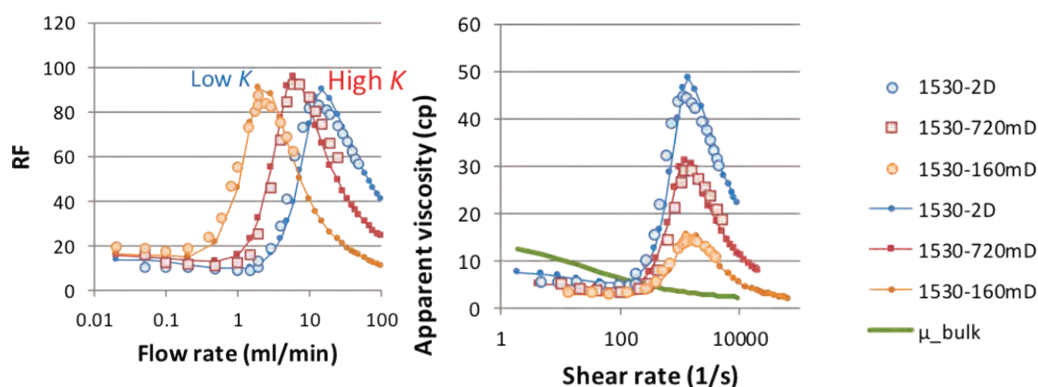 120
100
80
60
40
20
0
RF
0.01 0.1 1 10 100
Flow rate (ml/min)
Low K
High K
60
50
40
30
20
10
0
Apparent viscosity (cp)
1 100 10000
Shear rate (1/s)
1530-2D
1530-720mD
1530-160mD
1530-2D
1530-720mD
1530-160mD
μ_bulk